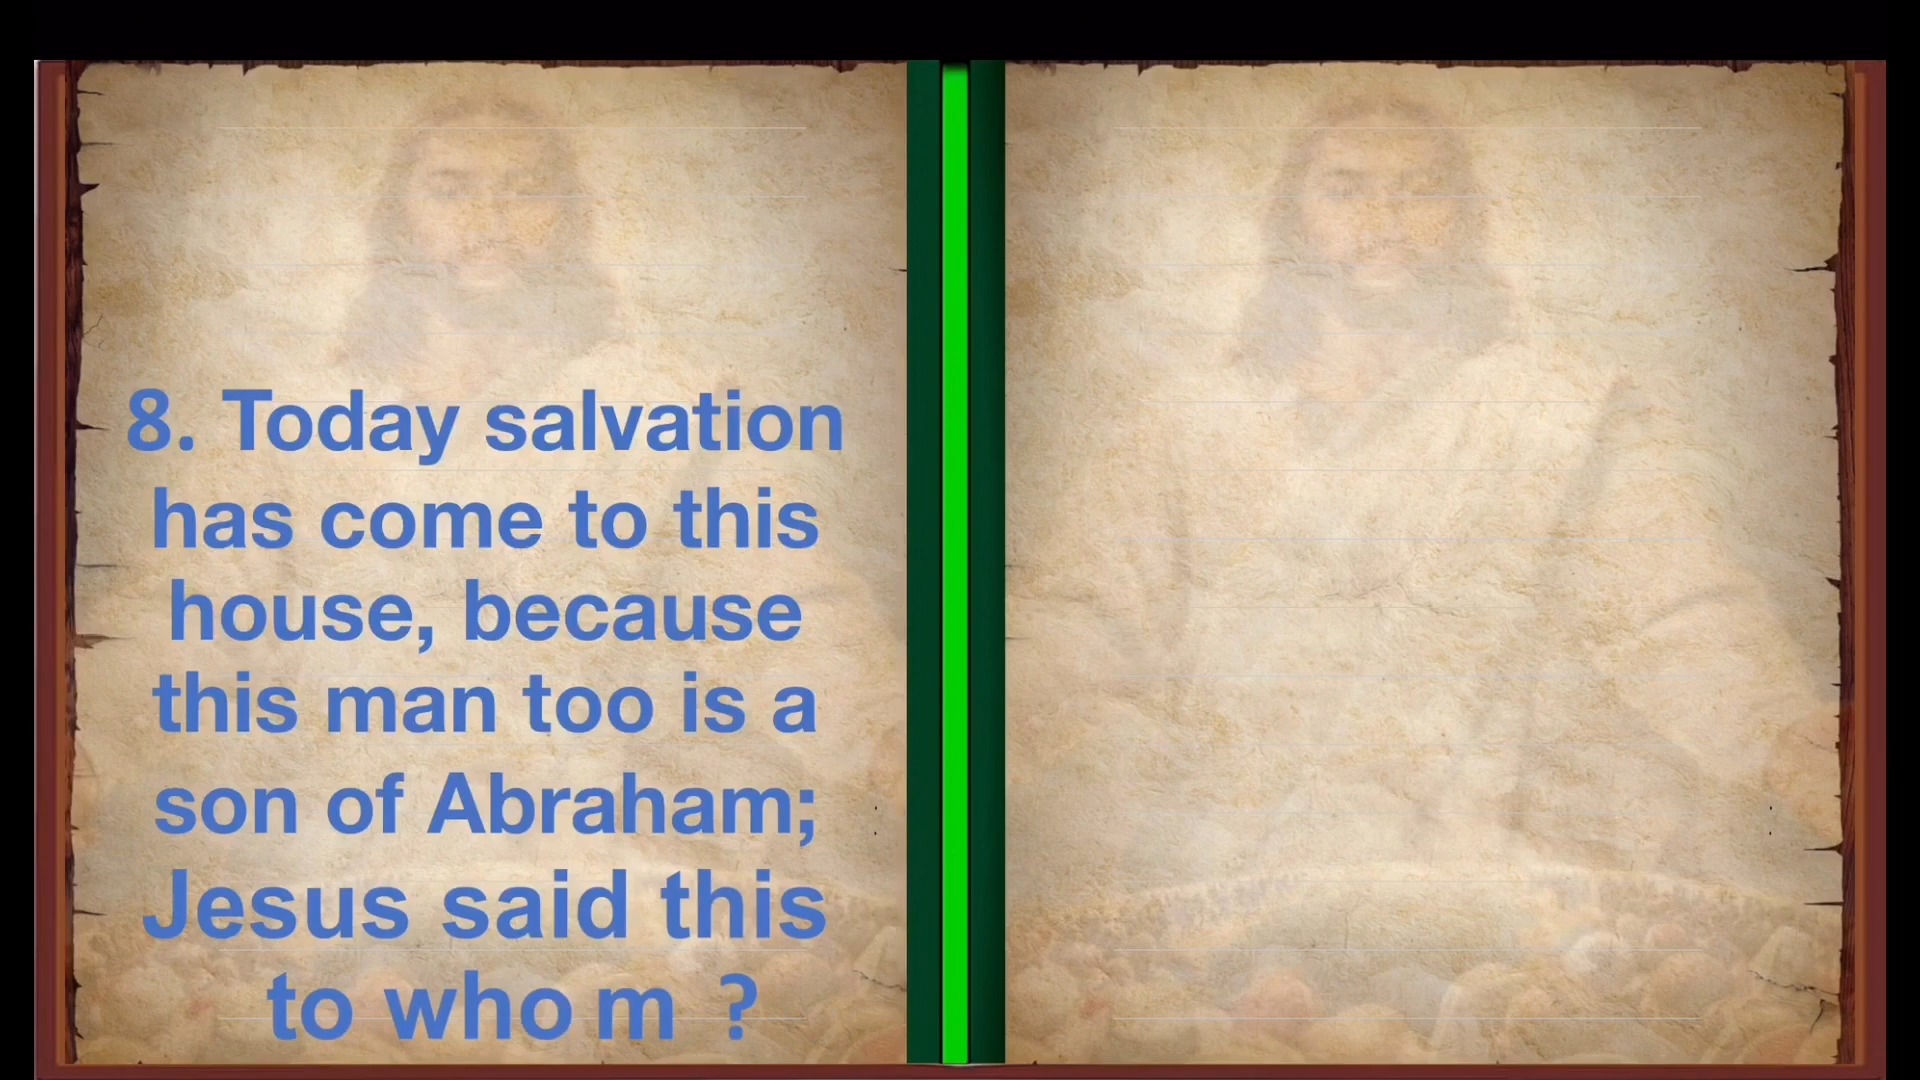 8. Today salvation
has come to this
house, because
this man too is a
son of Abraham;
Jesus said this
to whom ?